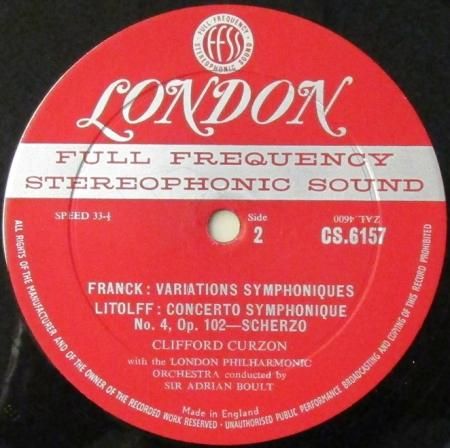 FULL FREQUENCY
FFSS
STEREOPHONIC SOUND
LONDON
FULL FREQUENCY
STEREOPHONIC SOUND
SPEED 33⅓
Side
2
ZAL.4600
CS.6157
FRANCK : VARIATIONS SYMPHONIQUES
LITOLFF : CONCERTO SYMPHONIQUE
No. 4, Op. 102—SCHERZO
CLIFFORD CURZON
with the LONDON PHILHARMONIC
ORCHESTRA conducted by
SIR ADRIAN BOULT
Made in England
ALL RIGHTS OF THE MANUFACTURER AND OF THE OWNER OF THE RECORDED WORK RESERVED · UNAUTHORISED PUBLIC PERFORMANCE BROADCASTING AND COPYING OF THIS RECORD PROHIBITED